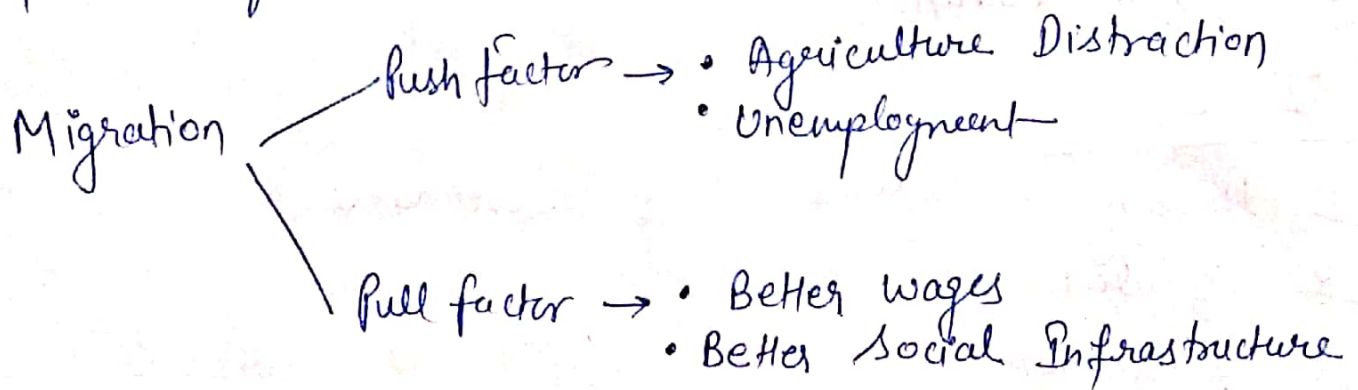 Migration
Push factor → • Agriculture Distraction
• Unemployment
Pull factor → • Better wages
• Better Social Infrastructure